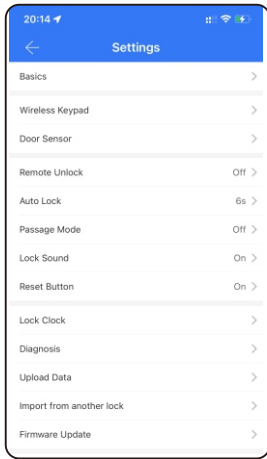 20:14
Settings
Basics
Wireless Keypad
Door Sensor
Remote Unlock Off
Auto Lock 6s
Passage Mode Off
Lock Sound On
Reset Button On
Lock Clock
Diagnosis
Upload Data
Import from another lock
Firmware Update